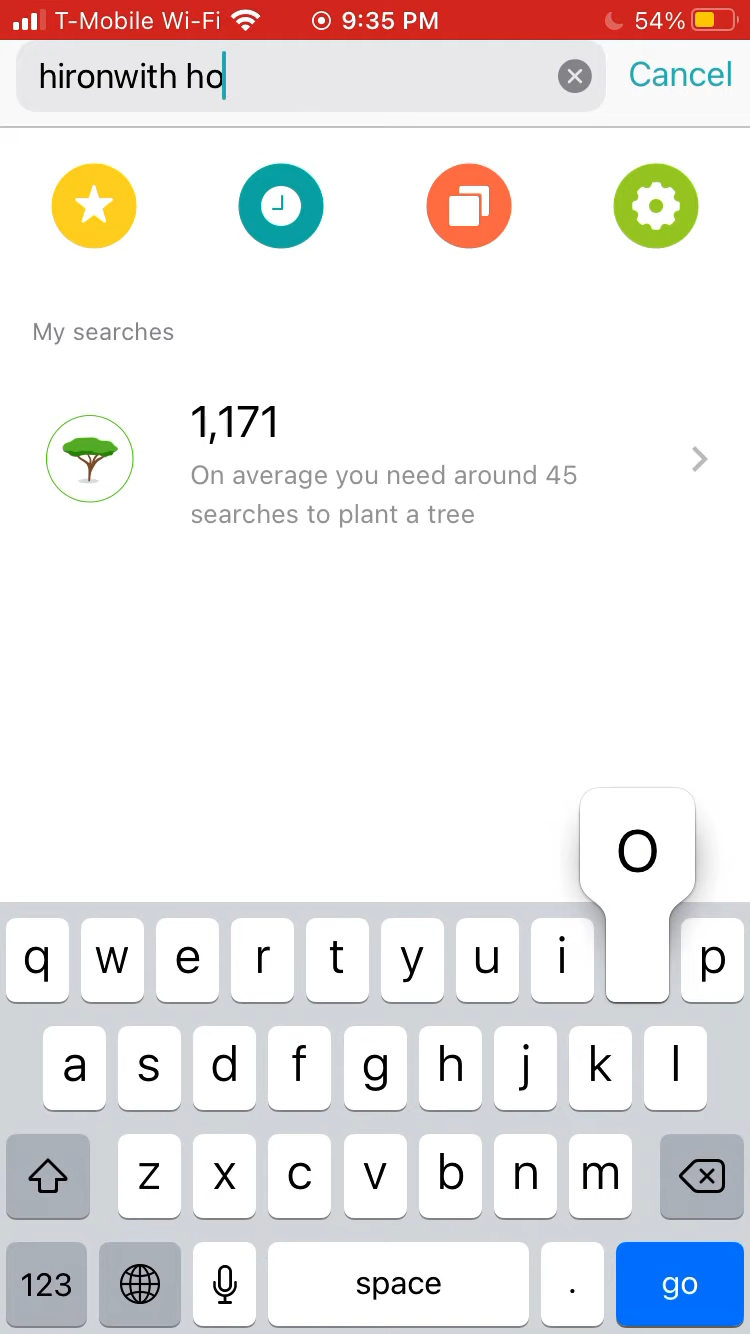 T-Mobile Wi-Fi 9:35 PM 54%
hironwith ho Cancel
My searches
1,171
On average you need around 45
searches to plant a tree
O
q w e r t y u i p
a s d f g h j k l
z x c v b n m
123 space . go